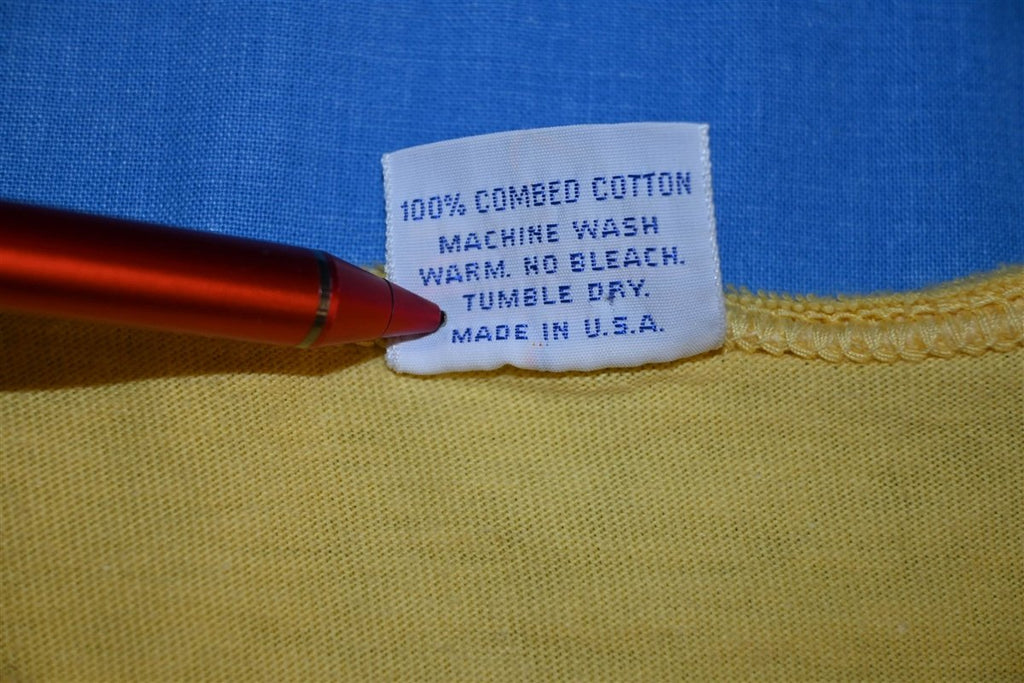 100% COMBED COTTON
MACHINE WASH
WARM. NO BLEACH.
TUMBLE DRY.
MADE IN U.S.A.